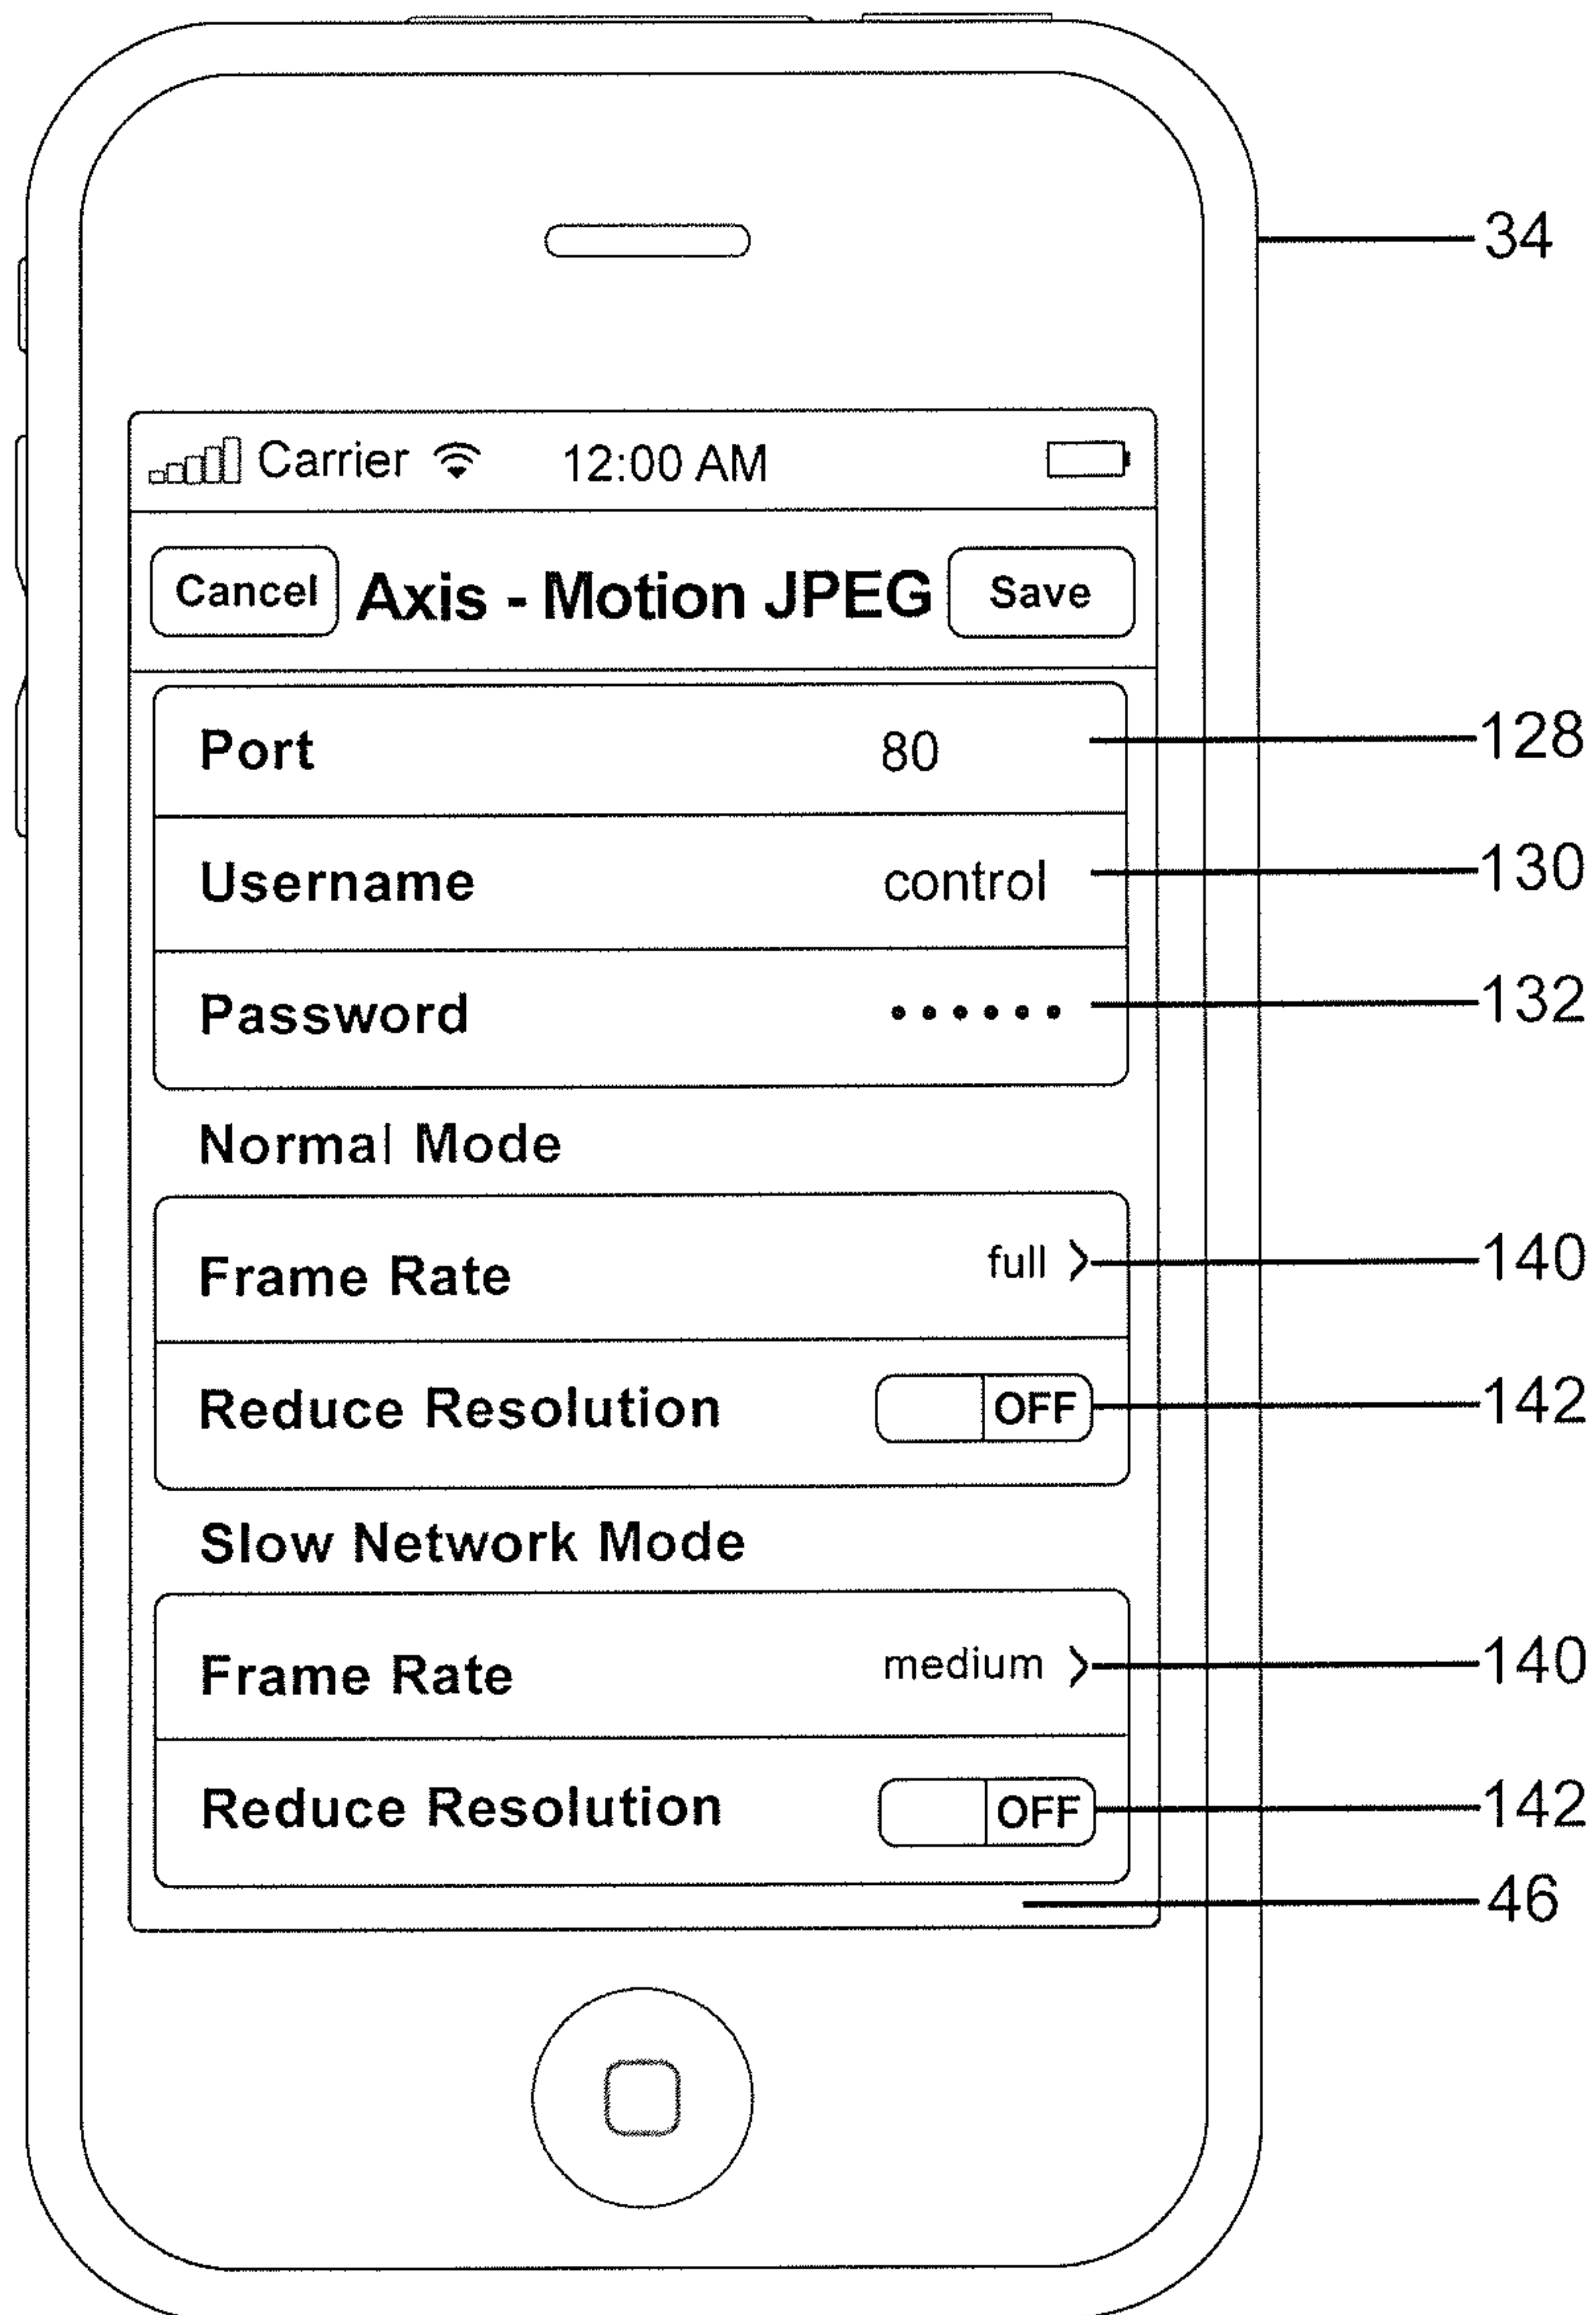 34
Carrier 12:00 AM
Cancel Axis - Motion JPEG Save
Port 80 128
Username control 130
Password •••••• 132
Normal Mode
Frame Rate full > 140
Reduce Resolution OFF 142
Slow Network Mode
Frame Rate medium > 140
Reduce Resolution OFF 142
46